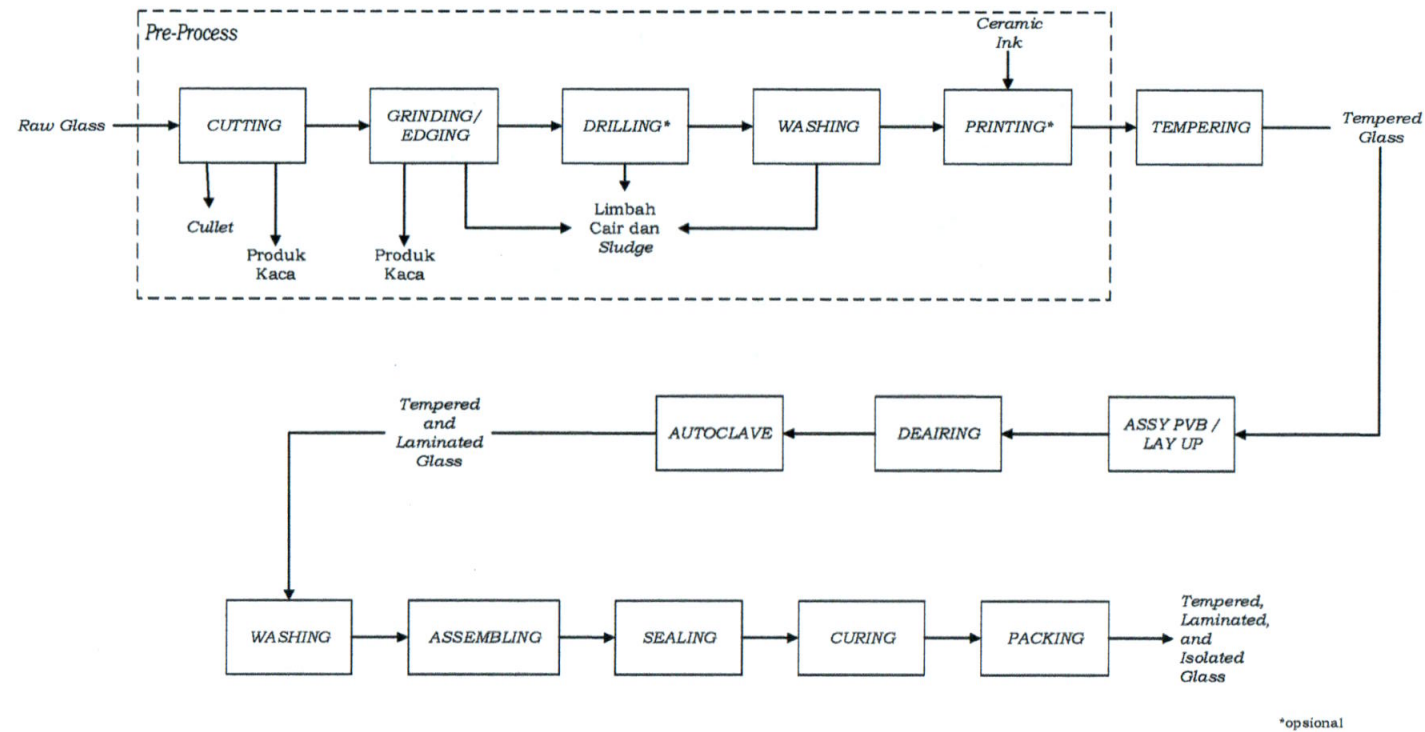 Pre-Process
Ceramic
Ink
Raw Glass
CUTTING
GRINDING/
EDGING
DRILLING*
WASHING
PRINTING*
TEMPERING
Tempered
Glass
Cullet
Produk
Kaca
Produk
Kaca
Limbah
Cair dan
Sludge
Tempered
and
Laminated
Glass
AUTOCLAVE
DEAIRING
ASSY PVB /
LAY UP
WASHING
ASSEMBLING
SEALING
CURING
PACKING
Tempered,
Laminated,
and
Isolated
Glass
*opsional